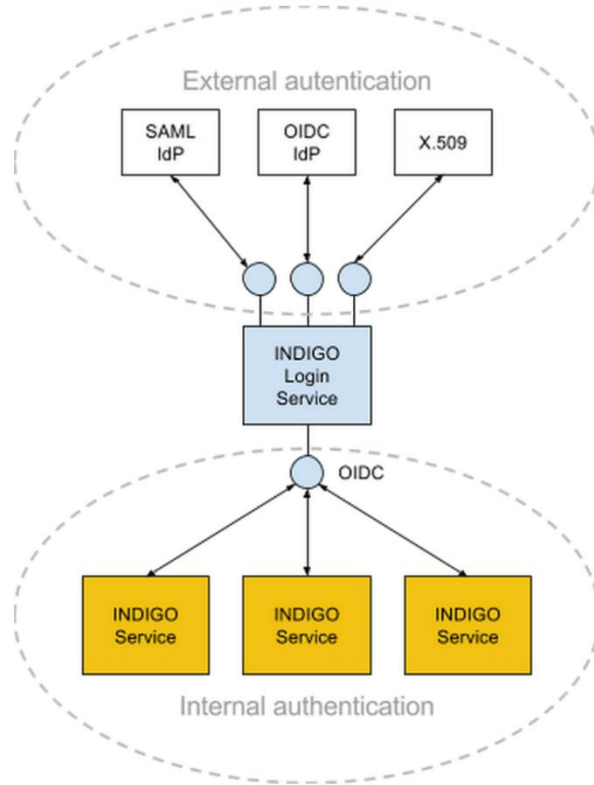 External autentication
SAML
IdP
OIDC
IdP
X.509
INDIGO
Login
Service
OIDC
INDIGO
Service
INDIGO
Service
INDIGO
Service
Internal authentication